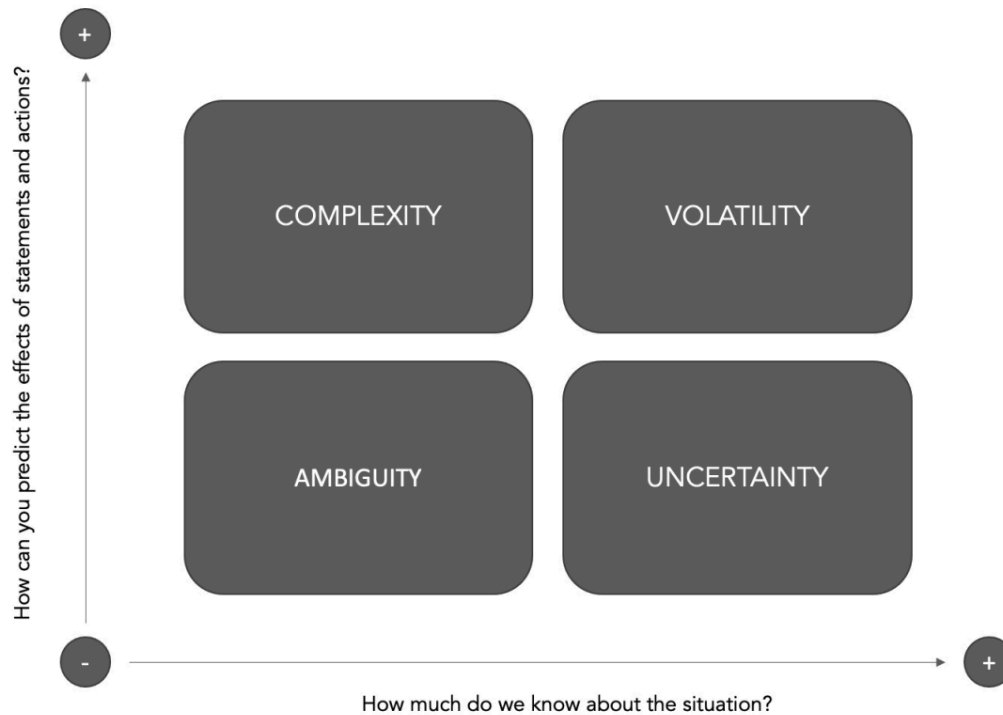 +
How can you predict the effects of statements and actions?
COMPLEXITY
VOLATILITY
AMBIGUITY
UNCERTAINTY
-
+
How much do we know about the situation?